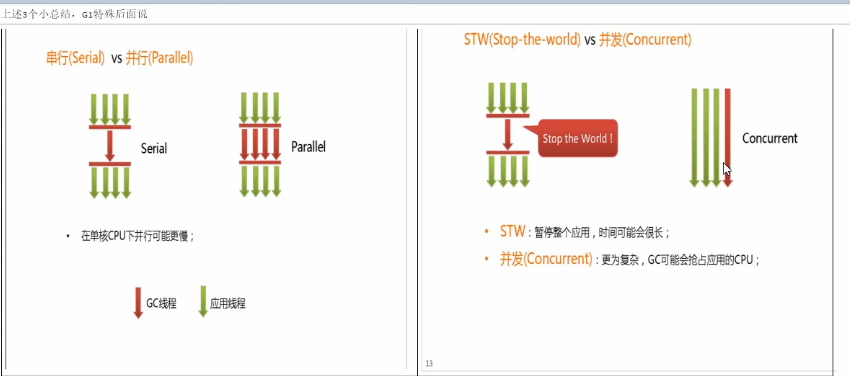 上述3个小总结，G1特殊后面说
串行(Serial) vs 并行(Parallel)
Serial
Parallel
• 在单核CPU下并行可能更慢；
GC线程
应用线程
STW(Stop-the-world) vs 并发(Concurrent)
Stop the World！
Concurrent
• STW：暂停整个应用，时间可能会很长；
• 并发(Concurrent)：更为复杂，GC可能会抢占应用的CPU；
13